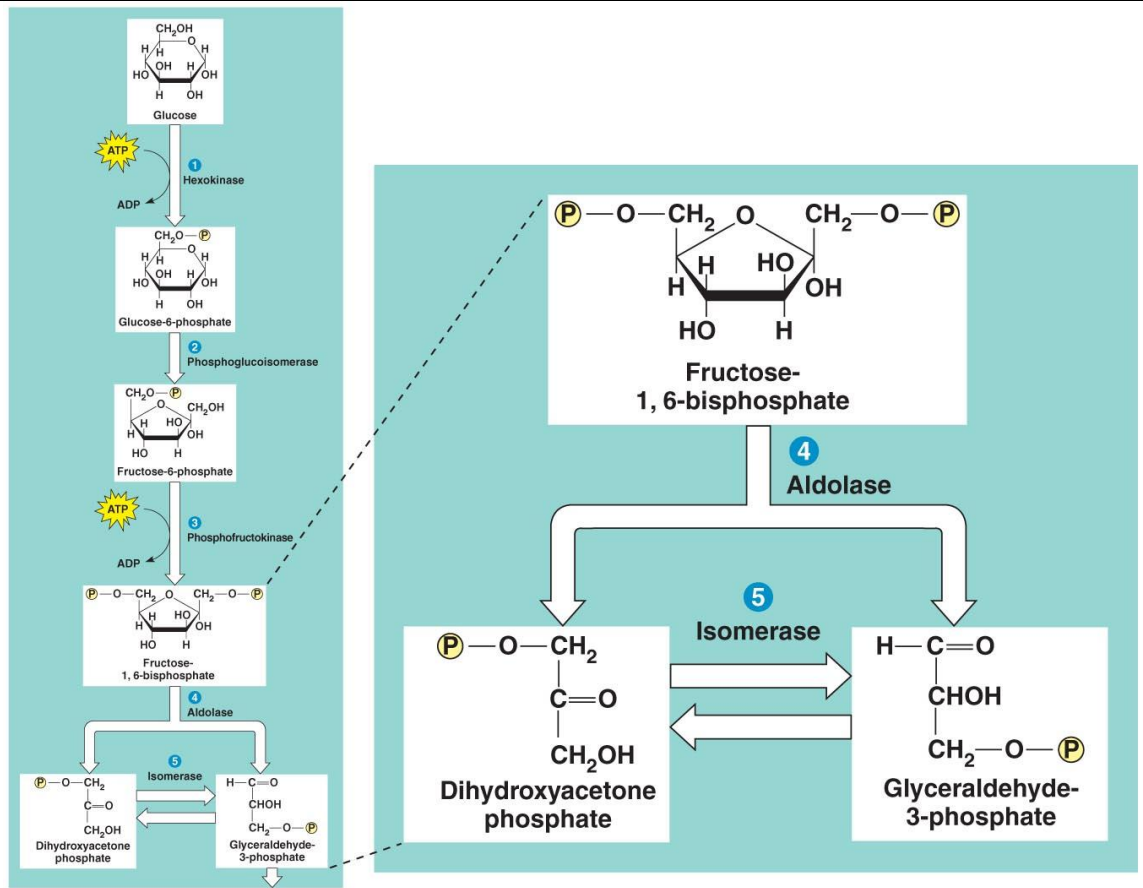 CH2OH
O
H
H
H
OH
H
HO
OH
H
OH
Glucose
ATP
1
Hexokinase
ADP
CH2O—P
O
H
H
H
OH
H
HO
OH
H
OH
Glucose-6-phosphate
2
Phosphoglucoisomerase
CH2O—P
O
CH2OH
H
HO
H
OH
HO
H
Fructose-6-phosphate
ATP
3
Phosphofructokinase
ADP
P—O—CH2
O
CH2—O—P
H
HO
H
OH
HO
H
Fructose-
1, 6-bisphosphate
4
Aldolase
5
Isomerase
P—O—CH2
C=O
CH2OH
Dihydroxyacetone
phosphate
H—C=O
CHOH
CH2—O—P
Glyceraldehyde-
3-phosphate
P—O—CH2
O
CH2—O—P
H
HO
H
OH
HO
H
Fructose-
1, 6-bisphosphate
4
Aldolase
5
Isomerase
P—O—CH2
C=O
CH2OH
Dihydroxyacetone
phosphate
H—C=O
CHOH
CH2—O—P
Glyceraldehyde-
3-phosphate